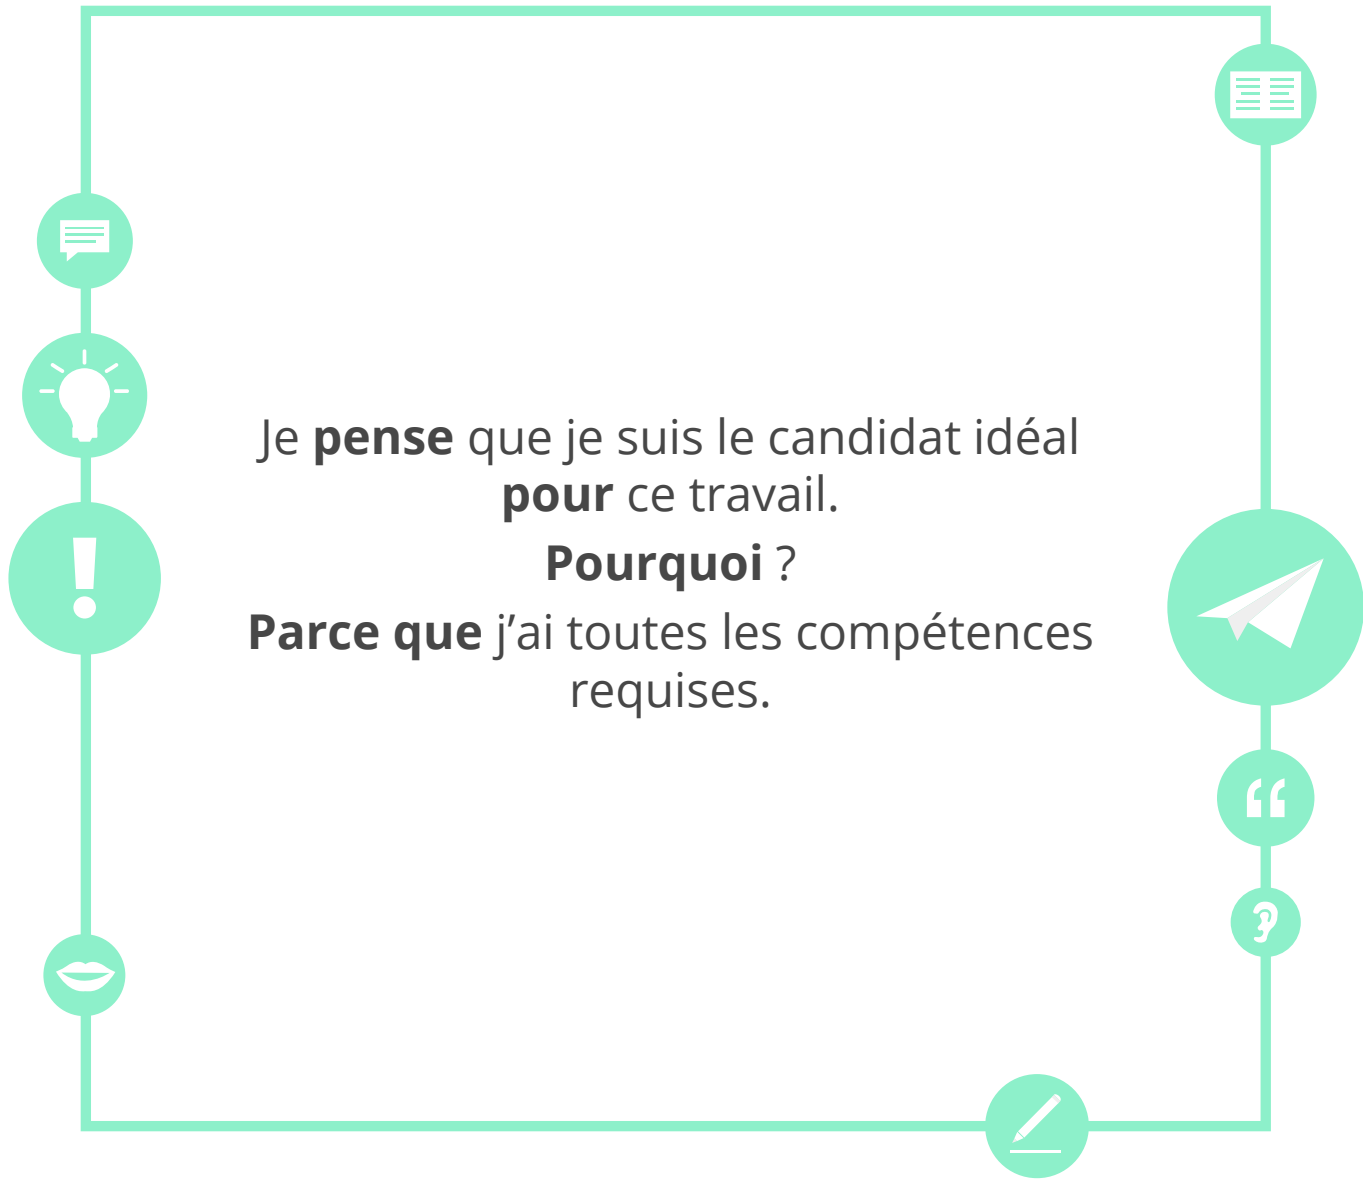 Je pense que je suis le candidat idéal
pour ce travail.
Pourquoi ?
Parce que j’ai toutes les compétences
requises.